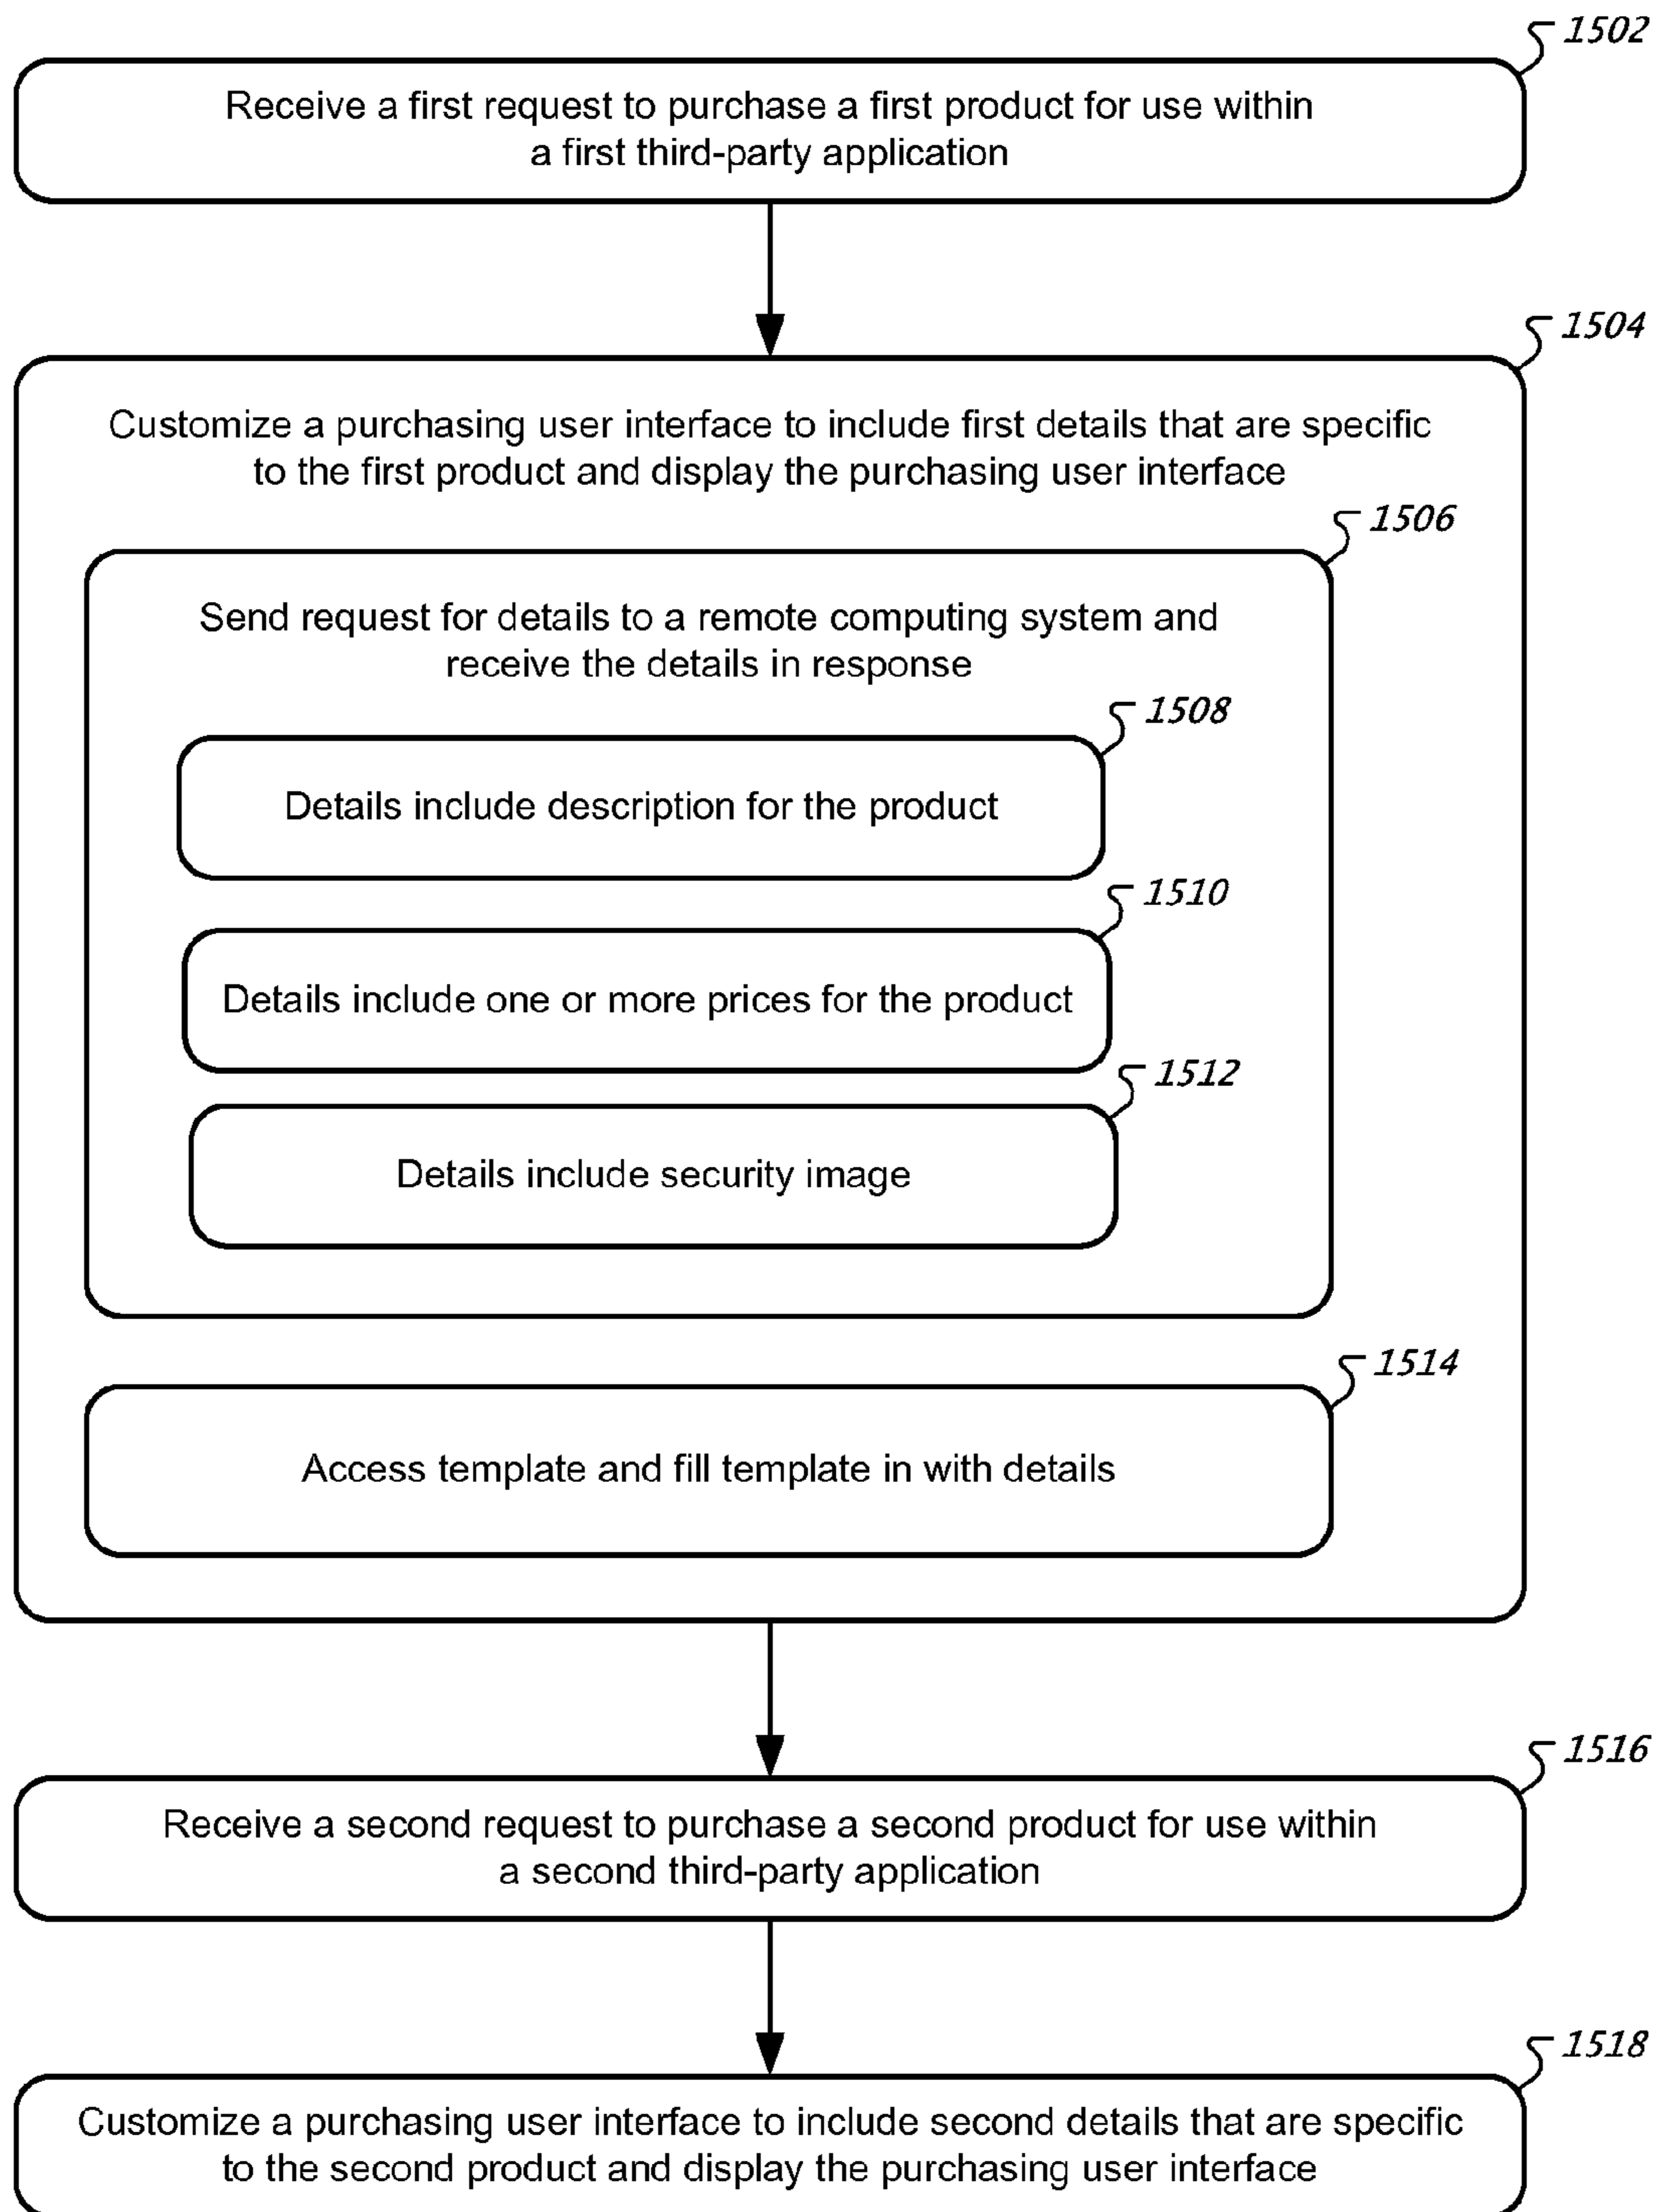 1502
Receive a first request to purchase a first product for use within
a first third-party application
1504
Customize a purchasing user interface to include first details that are specific
to the first product and display the purchasing user interface
1506
Send request for details to a remote computing system and
receive the details in response
1508
Details include description for the product
1510
Details include one or more prices for the product
1512
Details include security image
1514
Access template and fill template in with details
1516
Receive a second request to purchase a second product for use within
a second third-party application
1518
Customize a purchasing user interface to include second details that are specific
to the second product and display the purchasing user interface